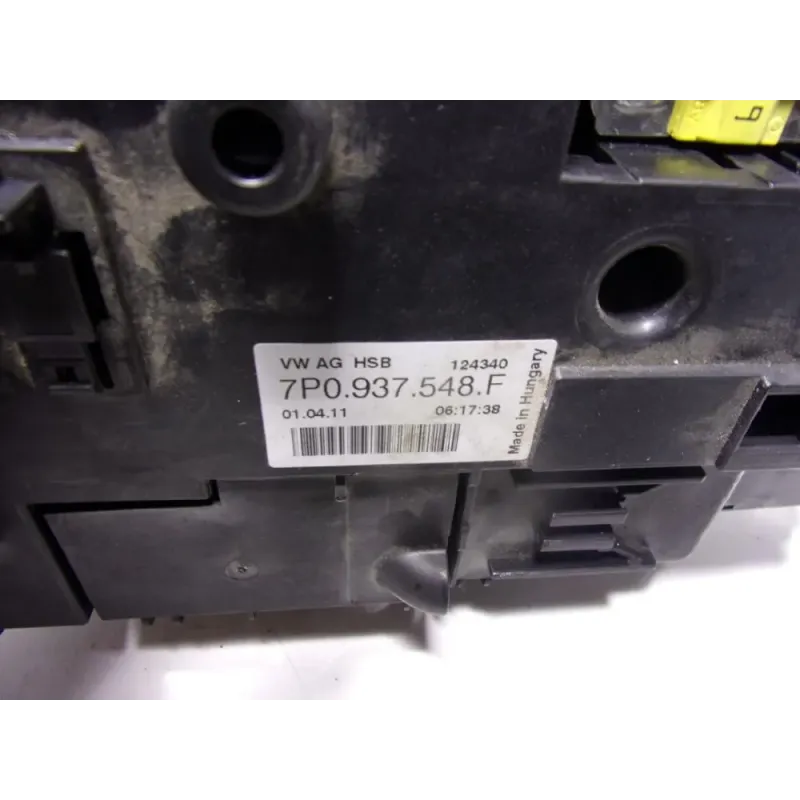 VW AG HSB 124340
7P0.937.548.F
01.04.11 06:17:38
Made in Hungary